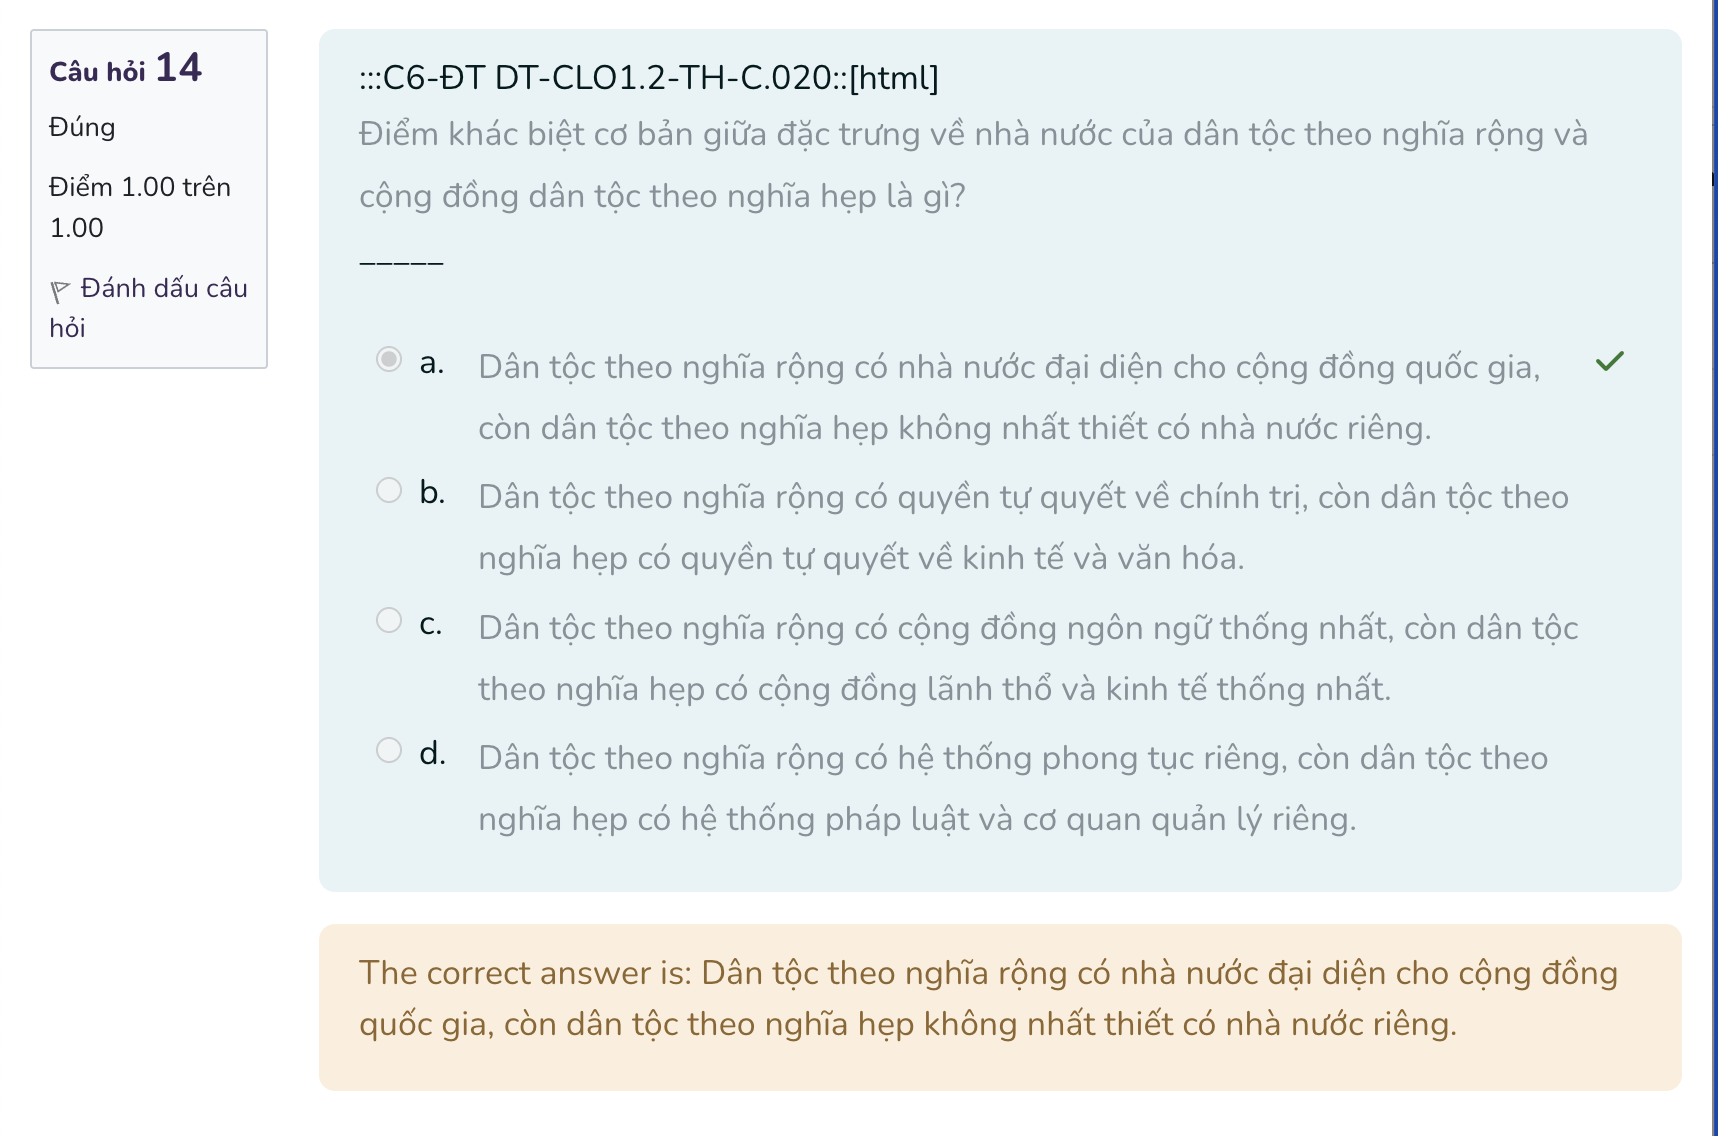 Câu hỏi 14
Đúng
Điểm 1.00 trên
1.00
Đánh dấu câu
hỏi
:::C6-ĐT DT-CLO1.2-TH-C.020::[html]
Điểm khác biệt cơ bản giữa đặc trưng về nhà nước của dân tộc theo nghĩa rộng và
cộng đồng dân tộc theo nghĩa hẹp là gì?
_____
a. Dân tộc theo nghĩa rộng có nhà nước đại diện cho cộng đồng quốc gia,
còn dân tộc theo nghĩa hẹp không nhất thiết có nhà nước riêng.
b. Dân tộc theo nghĩa rộng có quyền tự quyết về chính trị, còn dân tộc theo
nghĩa hẹp có quyền tự quyết về kinh tế và văn hóa.
c. Dân tộc theo nghĩa rộng có cộng đồng ngôn ngữ thống nhất, còn dân tộc
theo nghĩa hẹp có cộng đồng lãnh thổ và kinh tế thống nhất.
d. Dân tộc theo nghĩa rộng có hệ thống phong tục riêng, còn dân tộc theo
nghĩa hẹp có hệ thống pháp luật và cơ quan quản lý riêng.
The correct answer is: Dân tộc theo nghĩa rộng có nhà nước đại diện cho cộng đồng
quốc gia, còn dân tộc theo nghĩa hẹp không nhất thiết có nhà nước riêng.